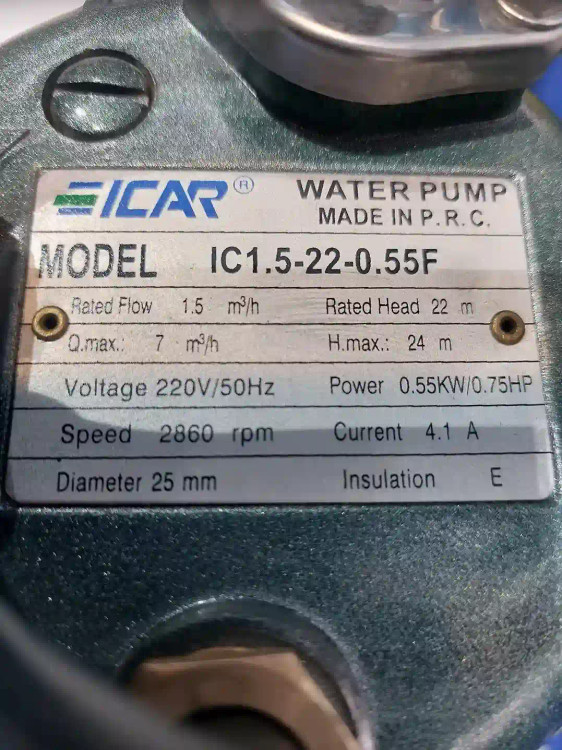 EICAR® WATER PUMP
MADE IN P.R.C.
MODEL IC1.5-22-0.55F
Rated Flow 1.5 m³/h Rated Head 22 m
Q.max.: 7 m³/h H.max.: 24 m
Voltage 220V/50Hz Power 0.55KW/0.75HP
Speed 2860 rpm Current 4.1 A
Diameter 25 mm Insulation E